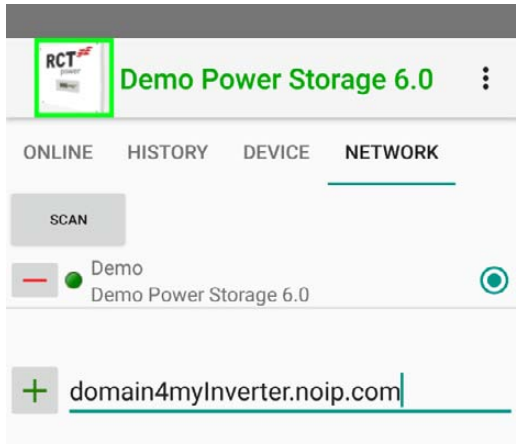 RCT
power
Demo Power Storage 6.0
ONLINE HISTORY DEVICE NETWORK
SCAN
Demo
Demo Power Storage 6.0
domain4myInverter.noip.com